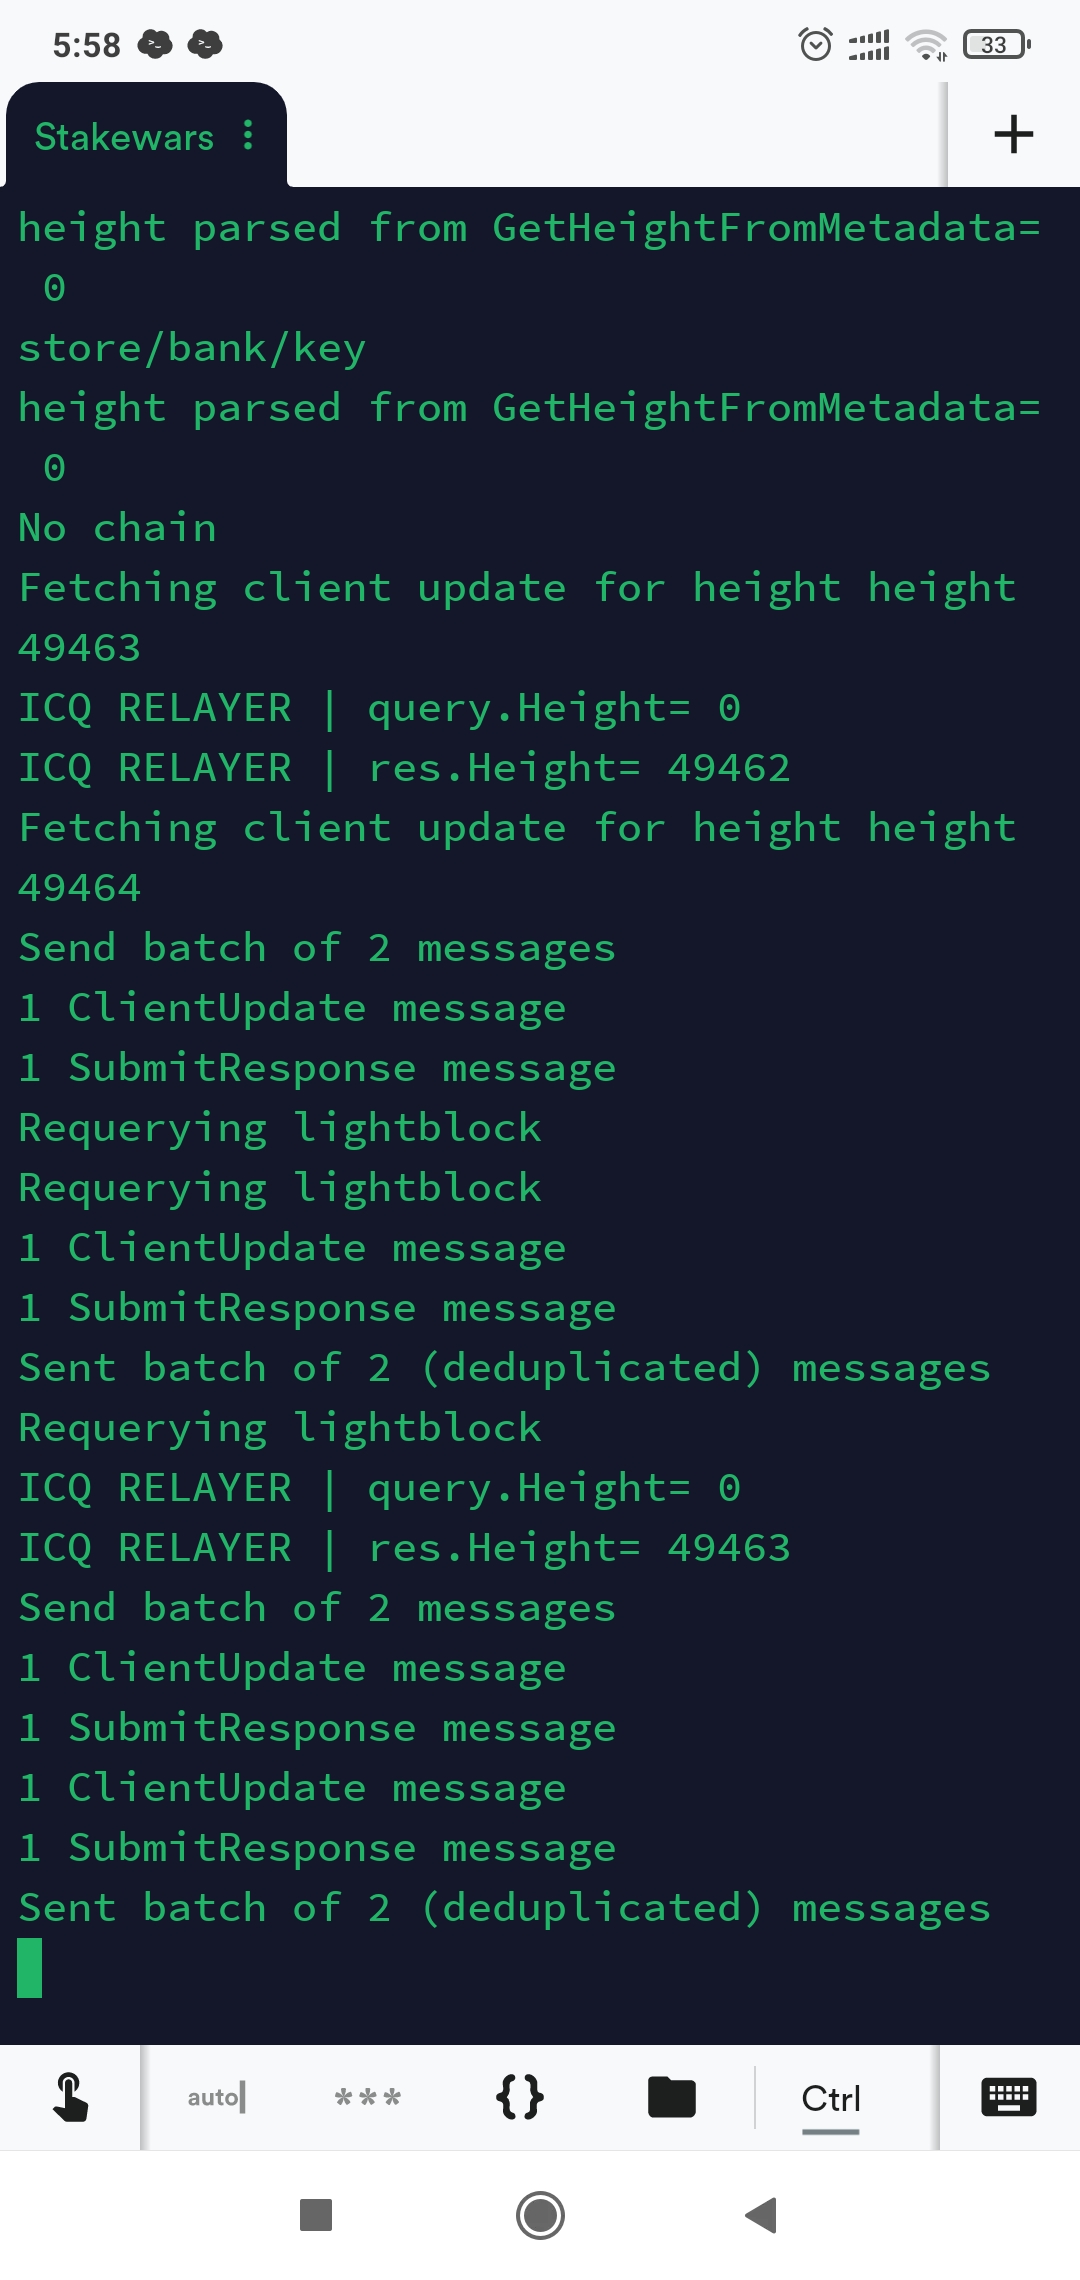 5:58
33
Stakewars
height parsed from GetHeightFromMetadata=
0
store/bank/key
height parsed from GetHeightFromMetadata=
0
No chain
Fetching client update for height height
49463
ICQ RELAYER | query.Height= 0
ICQ RELAYER | res.Height= 49462
Fetching client update for height height
49464
Send batch of 2 messages
1 ClientUpdate message
1 SubmitResponse message
Requerying lightblock
Requerying lightblock
1 ClientUpdate message
1 SubmitResponse message
Sent batch of 2 (deduplicated) messages
Requerying lightblock
ICQ RELAYER | query.Height= 0
ICQ RELAYER | res.Height= 49463
Send batch of 2 messages
1 ClientUpdate message
1 SubmitResponse message
1 ClientUpdate message
1 SubmitResponse message
Sent batch of 2 (deduplicated) messages
auto
***
{}
Ctrl